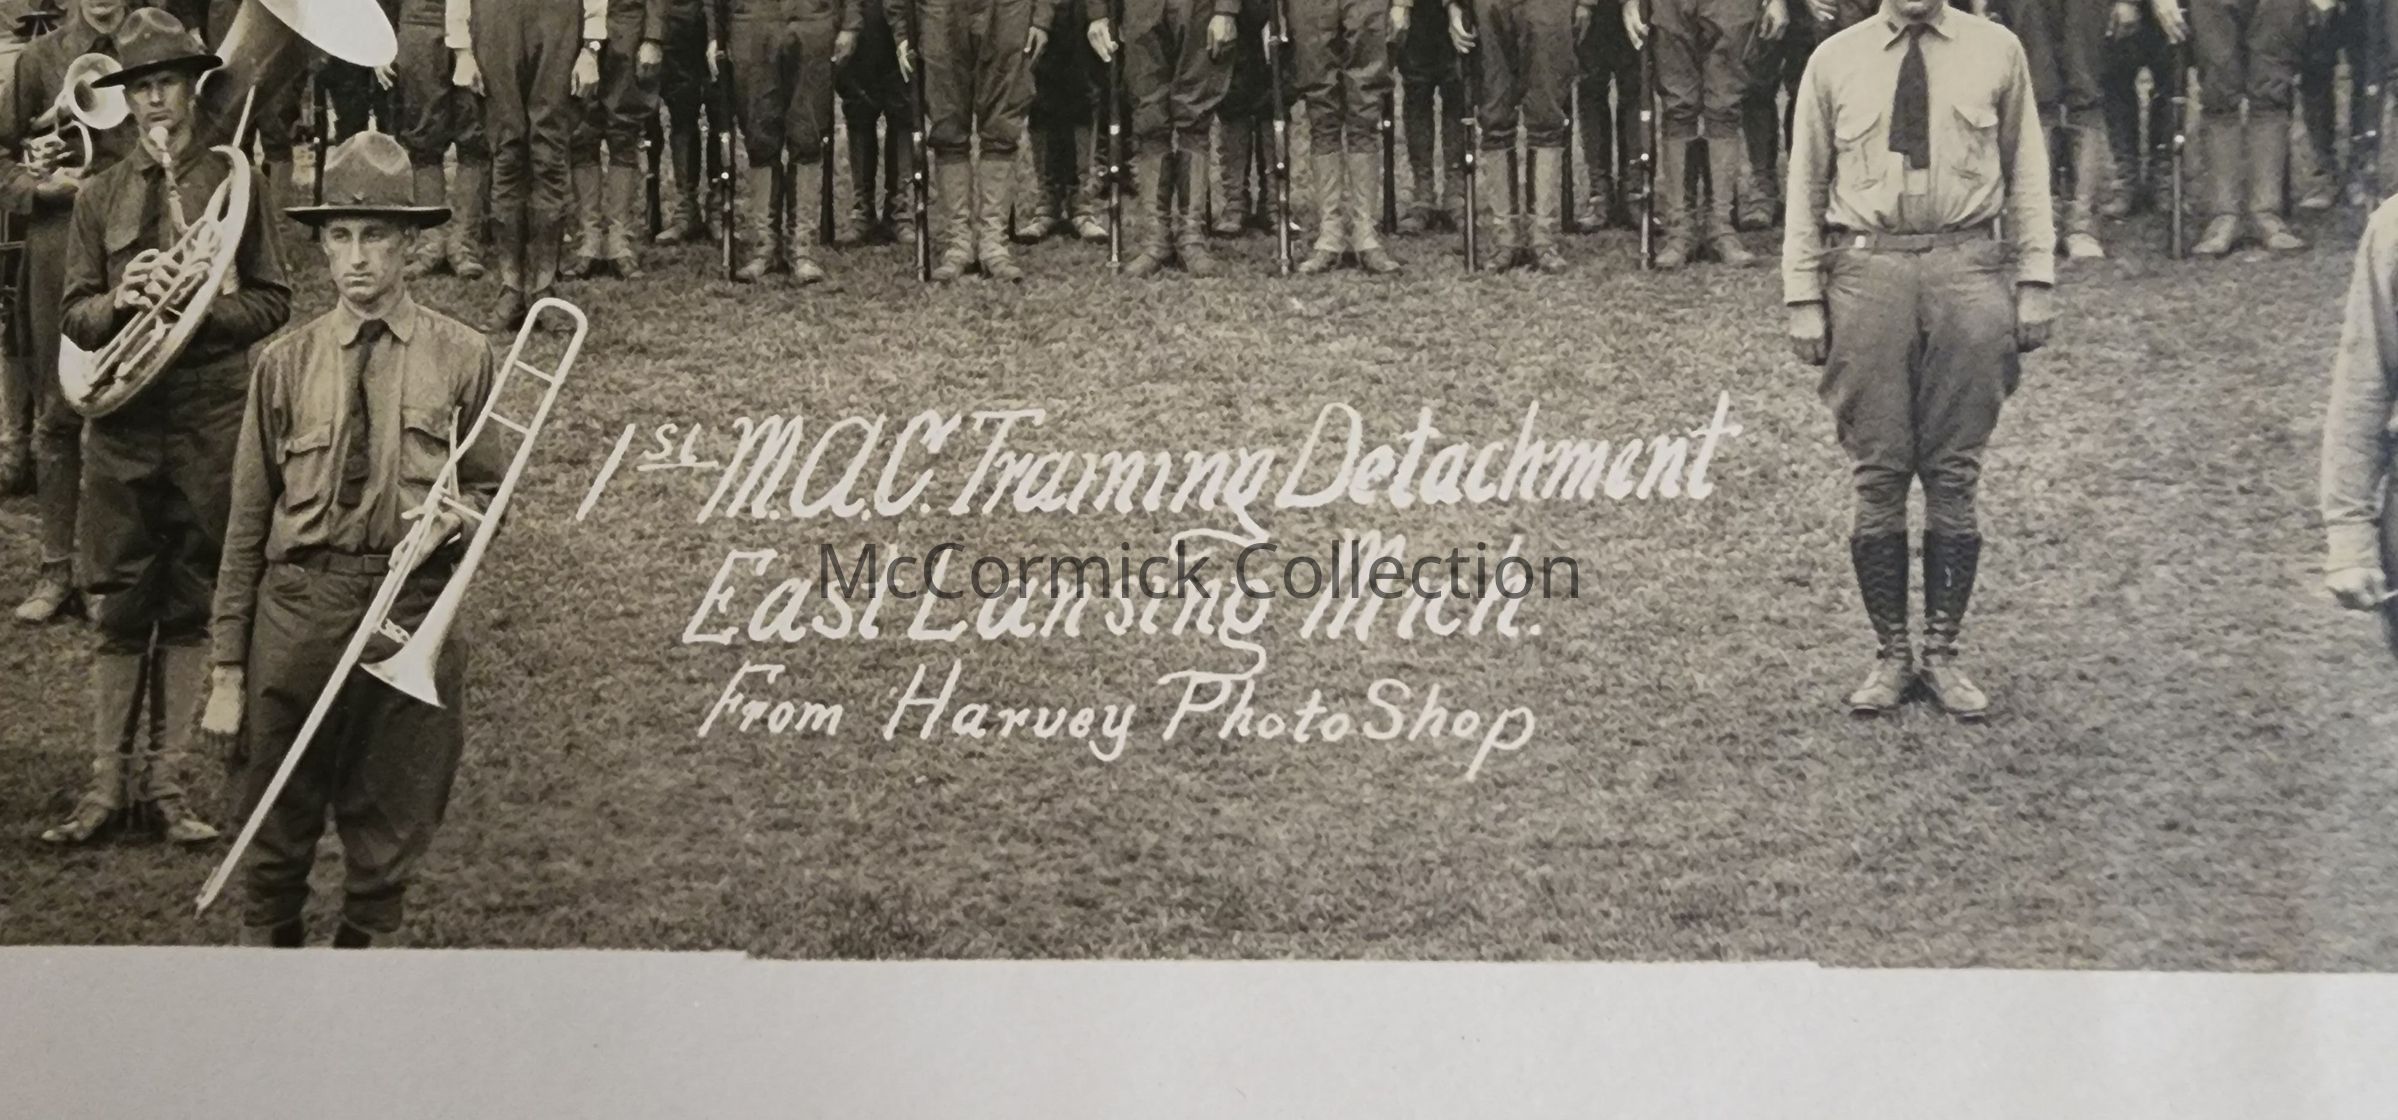 1st M.A.C. Training Detachment
East Lansing Mich.
McCormick Collection
From Harvey Photo Shop